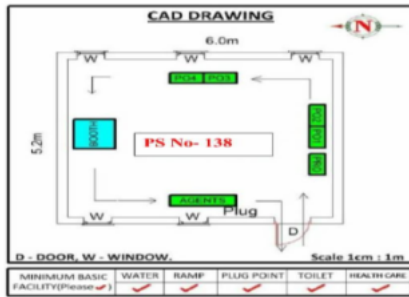 CAD DRAWING
N
6.0m
W W W
PO4 PO3
5.2m
BOOTH
PS No- 138
PO2
PO1
PRO
AGENTS
Plug
W W
D
D - DOOR, W - WINDOW.
Scale 1cm : 1m
MINIMUM BASIC FACILITY(Please✓) WATER RAMP PLUG POINT TOILET HEALTH CARE